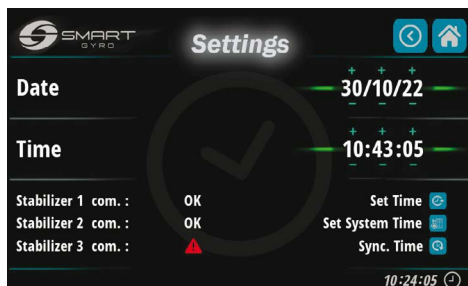 SMART
GYRO
Settings
Date
+ + +
30/10/22
- - -
Time
+ + +
10:43:05
- - -
Stabilizer 1 com. : OK Set Time
Stabilizer 2 com. : OK Set System Time
Stabilizer 3 com. : Sync. Time
10:24:05